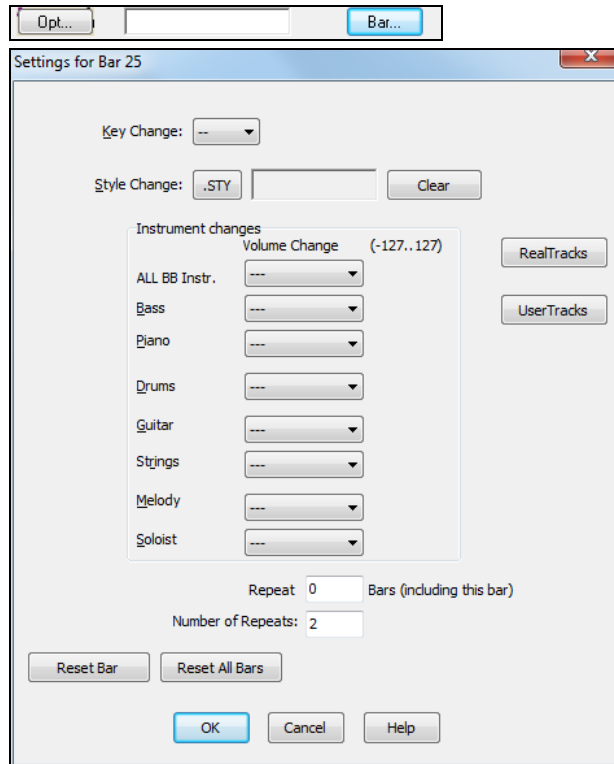 Opt... Bar...
Settings for Bar 25
Key Change: --
Style Change: .STY Clear
Instrument changes
Volume Change (-127..127)
RealTracks
ALL BB Instr. ---
Bass ---
UserTracks
Piano ---
Drums ---
Guitar ---
Strings ---
Melody ---
Soloist ---
Repeat 0 Bars (including this bar)
Number of Repeats: 2
Reset Bar Reset All Bars
OK Cancel Help